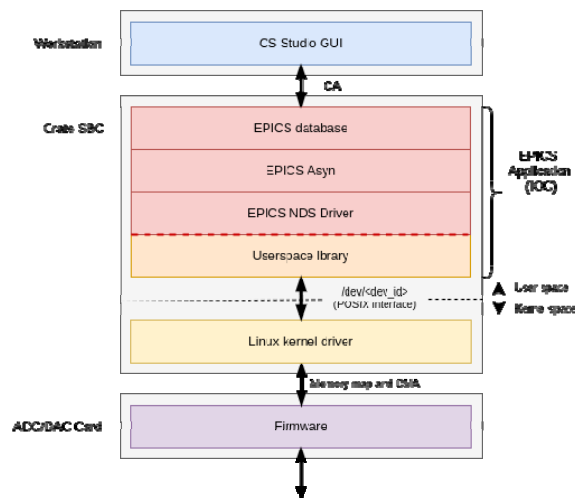 Workstation
CS Studio GUI
CA
Crate SBC
EPICS database
EPICS Asyn
EPICS NDS Driver
Userspace library
EPICS
Application
(IOC)
/dev/<dev_id>
(POSIX interface)
User space
Kernel space
Linux kernel driver
Memory map and DMA
ADC/DAC Card
Firmware